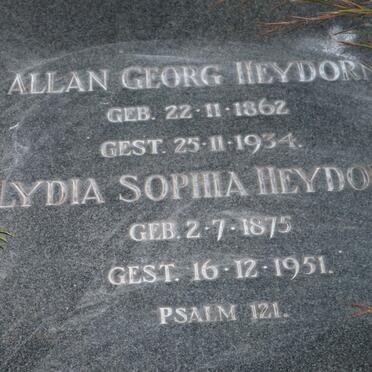 ALLAN GEORG HEYDORN
GEB. 22·11·1862
GEST. 25·11·1934.
LYDIA SOPHIA HEYDO
GEB. 2·7·1875
GEST. 16·12·1951.
PSALM 121.